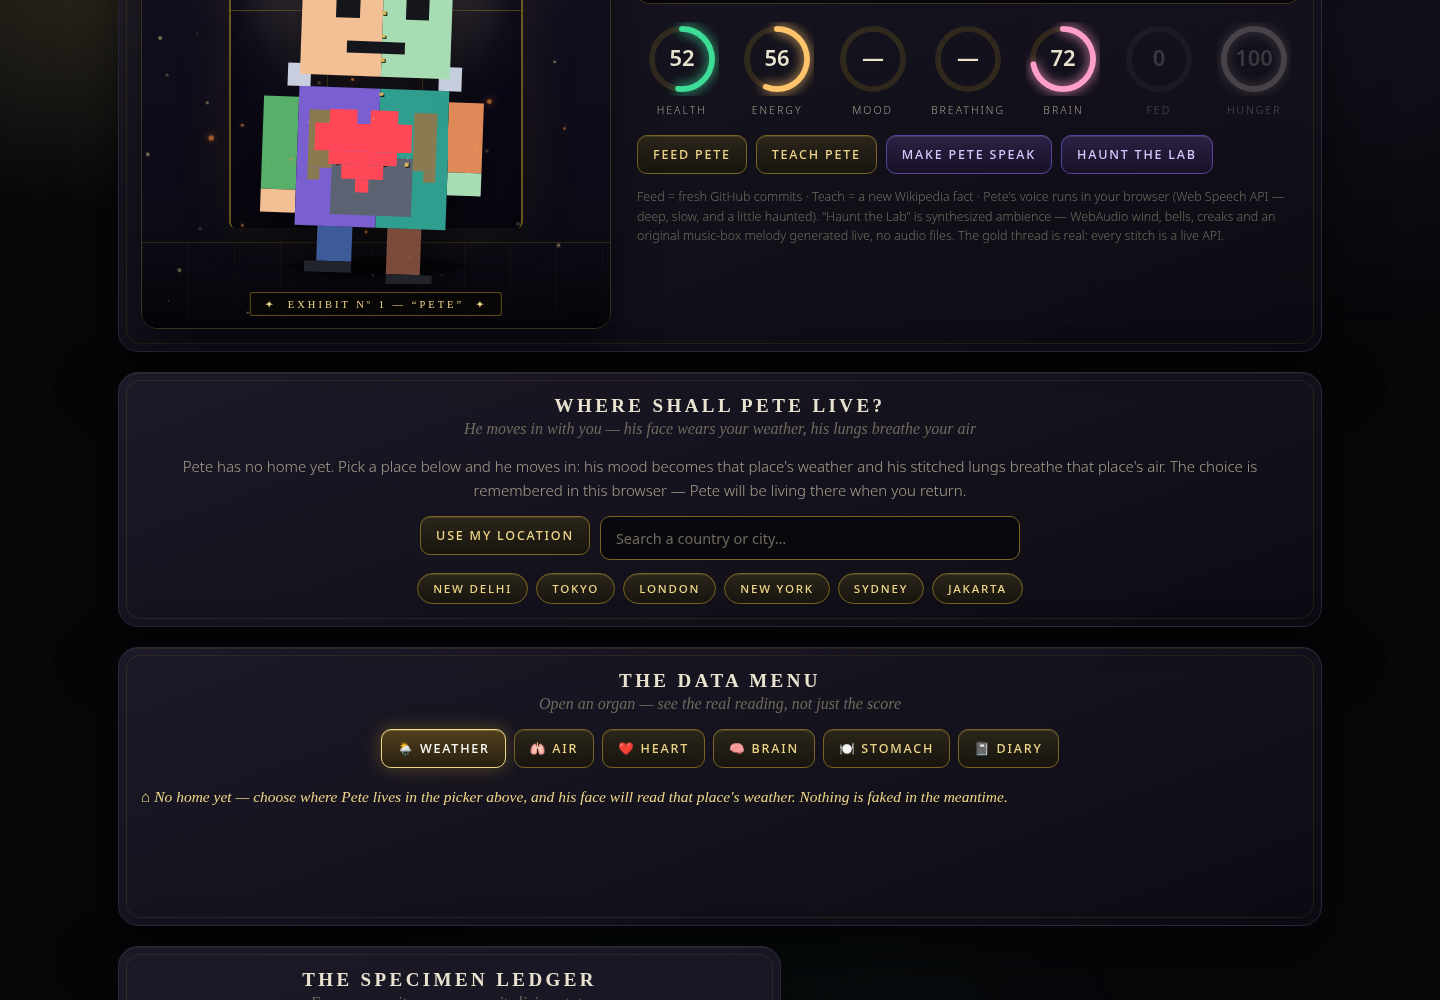 52
56
—
—
72
0
100
HEALTH
ENERGY
MOOD
BREATHING
BRAIN
FED
HUNGER
FEED PETE
TEACH PETE
MAKE PETE SPEAK
HAUNT THE LAB
Feed = fresh GitHub commits · Teach = a new Wikipedia fact · Pete's voice runs in your browser (Web Speech API —
deep, slow, and a little haunted). “Haunt the Lab” is synthesized ambience — WebAudio wind, bells, creaks and an
original music-box melody generated live, no audio files. The gold thread is real: every stitch is a live API.
✦ EXHIBIT Nº 1 — “PETE” ✦
WHERE SHALL PETE LIVE?
He moves in with you — his face wears your weather, his lungs breathe your air
Pete has no home yet. Pick a place below and he moves in: his mood becomes that place's weather and his stitched lungs breathe that place's air. The choice is
remembered in this browser — Pete will be living there when you return.
USE MY LOCATION
Search a country or city...
NEW DELHI
TOKYO
LONDON
NEW YORK
SYDNEY
JAKARTA
THE DATA MENU
Open an organ — see the real reading, not just the score
🌦️ WEATHER
🫁 AIR
❤️ HEART
🧠 BRAIN
🍽️ STOMACH
📓 DIARY
⌂ No home yet — choose where Pete lives in the picker above, and his face will read that place's weather. Nothing is faked in the meantime.
THE SPECIMEN LEDGER